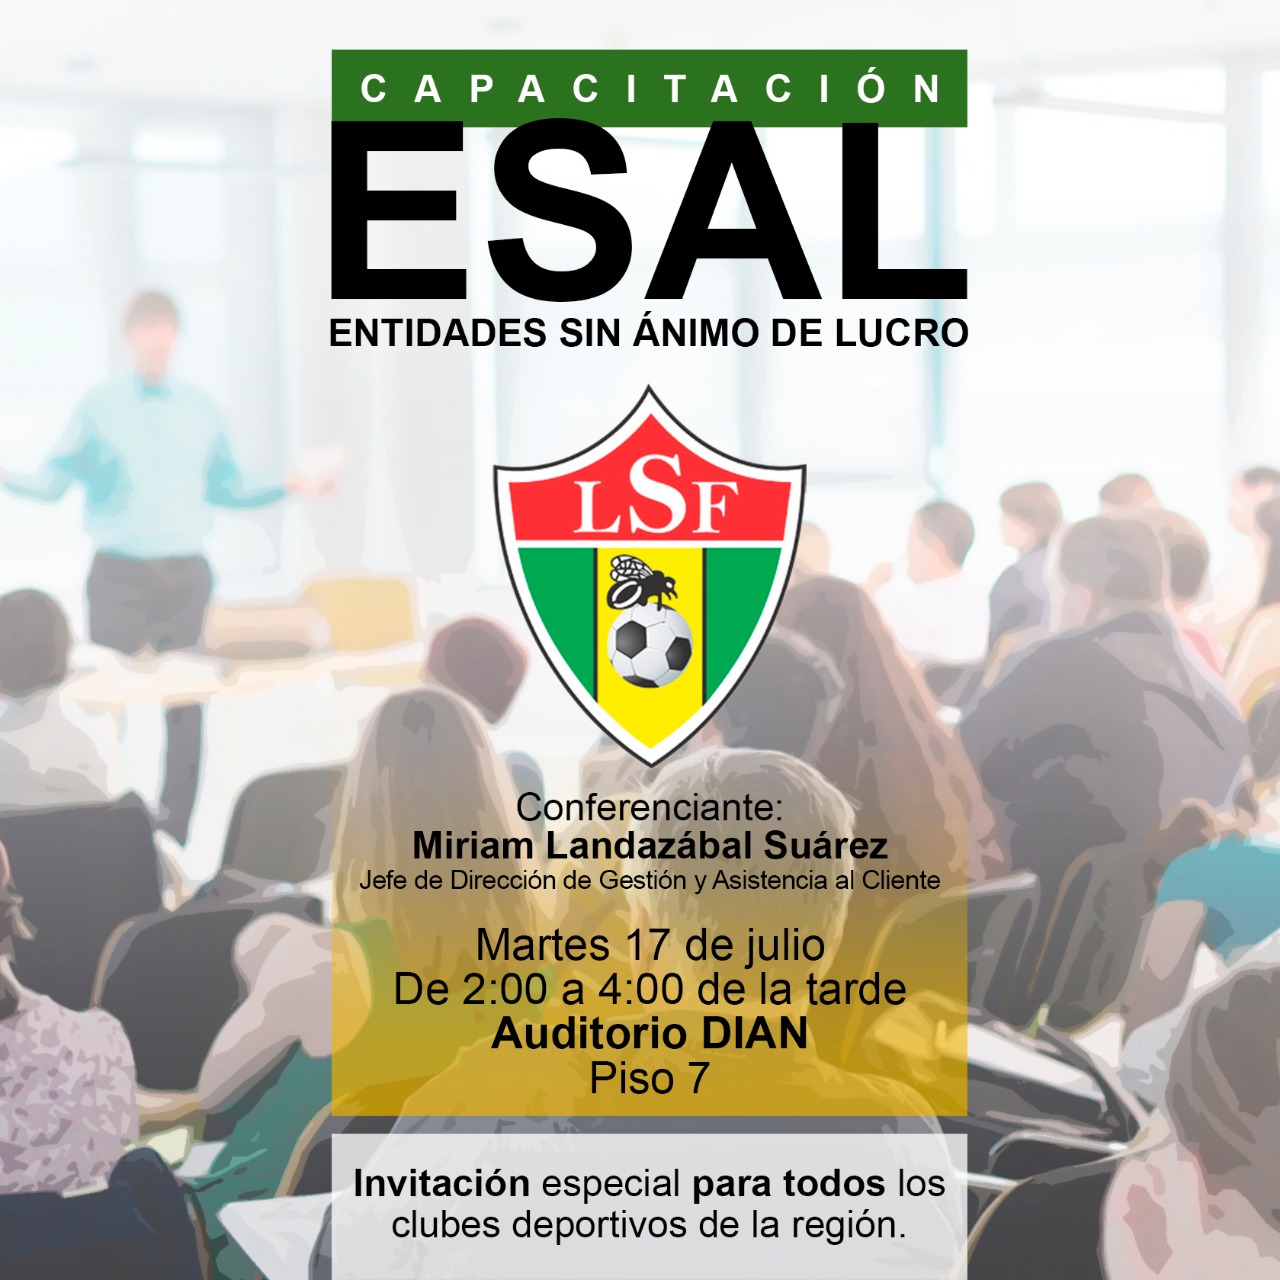 CAPACITACIÓN
ESAL
ENTIDADES SIN ÁNIMO DE LUCRO
LSF
Conferenciante:
Miriam Landazábal Suárez
Jefe de Dirección de Gestión y Asistencia al Cliente
Martes 17 de julio
De 2:00 a 4:00 de la tarde
Auditorio DIAN
Piso 7
Invitación especial para todos los
clubes deportivos de la región.